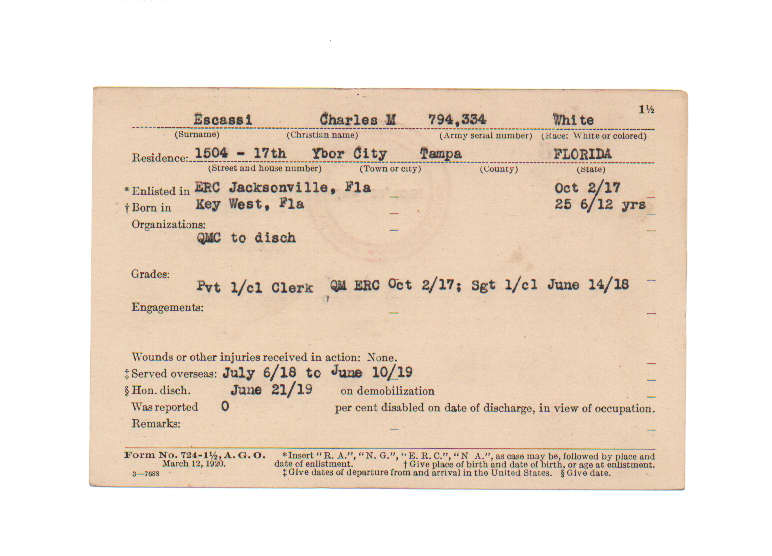 1½
Escassi Charles M 794,334 White
(Surname) (Christian name) (Army serial number) (Race: White or colored)
Residence: 1504 - 17th Ybor City Tampa FLORIDA
(Street and house number) (Town or city) (County) (State)
*Enlisted in ERC Jacksonville, Fla Oct 2/17
†Born in Key West, Fla 25 6/12 yrs
Organizations:
QMC to disch
Grades:
Pvt 1/cl Clerk QM ERC Oct 2/17; Sgt 1/cl June 14/18
Engagements:
Wounds or other injuries received in action: None.
‡Served overseas: July 6/18 to June 10/19
§Hon. disch. June 21/19 on demobilization
Was reported 0 per cent disabled on date of discharge, in view of occupation.
Remarks:
Form No. 724-1½, A. G. O. *Insert "R. A.", "N. G.", "E. R. C.", "N A.", as case may be, followed by place and
March 12, 1920. date of enlistment. †Give place of birth and date of birth, or age at enlistment.
3—7688 ‡Give dates of departure from and arrival in the United States. §Give date.